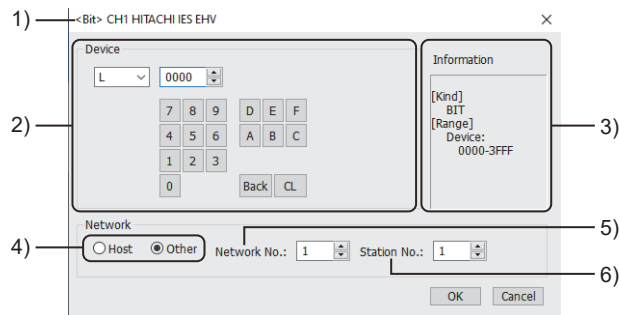 1)
<Bit> CH1 HITACHI IES EHV
Device
Information
L 0000
[Kind]
BIT
[Range]
Device:
0000-3FFF
7 8 9 D E F
4 5 6 A B C
1 2 3
0 Back CL
2)
3)
Network
4)
Host Other Network No.: 1 Station No.: 1
5)
6)
OK Cancel